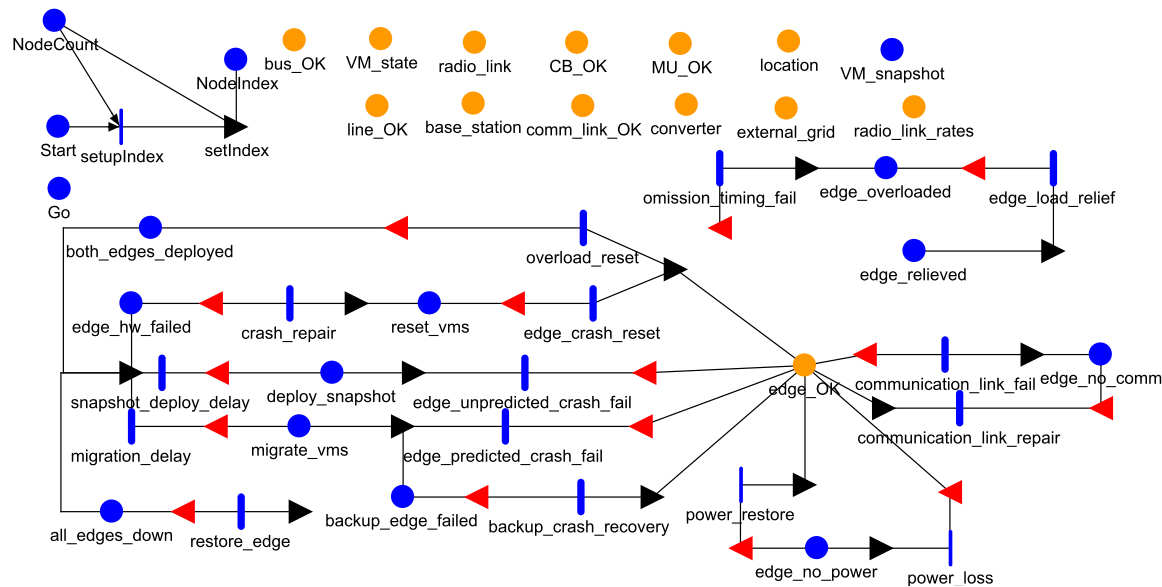 NodeCount
NodeIndex
Start
setupIndex
setIndex
bus_OK
VM_state
radio_link
CB_OK
MU_OK
location
VM_snapshot
line_OK
base_station
comm_link_OK
converter
external_grid
radio_link_rates
Go
omission_timing_fail
edge_overloaded
edge_load_relief
both_edges_deployed
overload_reset
edge_relieved
edge_hw_failed
crash_repair
reset_vms
edge_crash_reset
snapshot_deploy_delay
deploy_snapshot
edge_unpredicted_crash_fail
edge_OK
communication_link_fail
edge_no_comm
migration_delay
migrate_vms
edge_predicted_crash_fail
communication_link_repair
all_edges_down
restore_edge
backup_edge_failed
backup_crash_recovery
power_restore
edge_no_power
power_loss